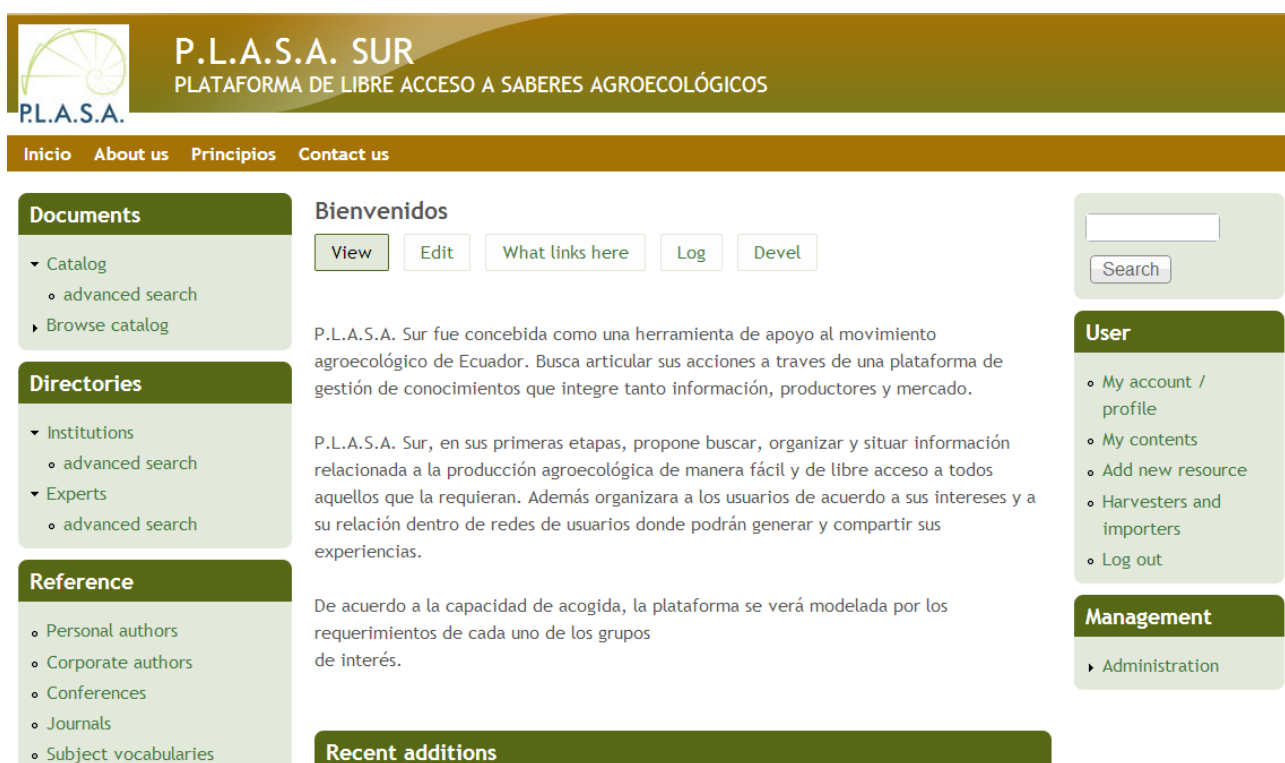 P.L.A.S.A. SUR
PLATAFORMA DE LIBRE ACCESO A SABERES AGROECOLÓGICOS
P.L.A.S.A.
Inicio About us Principios Contact us
Documents
Catalog
advanced search
Browse catalog
Directories
Institutions
advanced search
Experts
advanced search
Reference
Personal authors
Corporate authors
Conferences
Journals
Subject vocabularies
Bienvenidos
View Edit What links here Log Devel
P.L.A.S.A. Sur fue concebida como una herramienta de apoyo al movimiento
agroecológico de Ecuador. Busca articular sus acciones a traves de una plataforma de
gestión de conocimientos que integre tanto información, productores y mercado.
P.L.A.S.A. Sur, en sus primeras etapas, propone buscar, organizar y situar información
relacionada a la producción agroecológica de manera fácil y de libre acceso a todos
aquellos que la requieran. Además organizara a los usuarios de acuerdo a sus intereses y a
su relación dentro de redes de usuarios donde podrán generar y compartir sus
experiencias.
De acuerdo a la capacidad de acogida, la plataforma se verá modelada por los
requerimientos de cada uno de los grupos
de interés.
Recent additions
Search
User
My account /
profile
My contents
Add new resource
Harvesters and
importers
Log out
Management
Administration